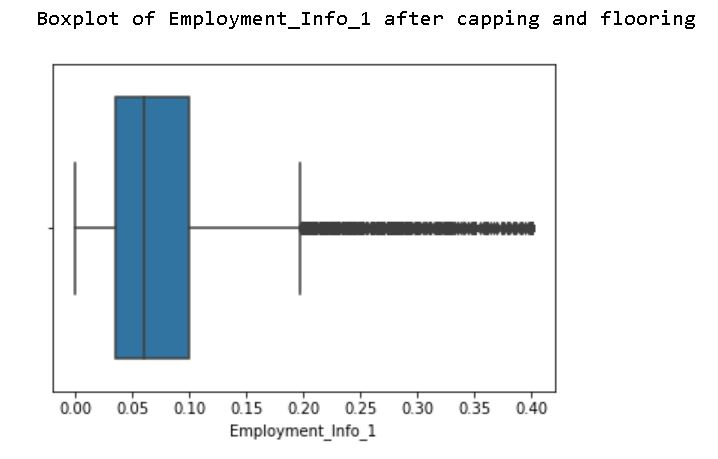 Boxplot of Employment_Info_1 after capping and flooring
0.00 0.05 0.10 0.15 0.20 0.25 0.30 0.35 0.40
Employment_Info_1